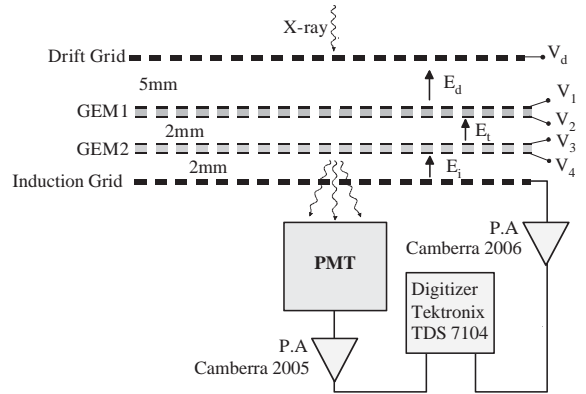 X-ray
Drift Grid
V_d
5mm
E_d
GEM1
V_1
V_2
2mm
E_t
GEM2
V_3
V_4
2mm
E_i
Induction Grid
P.A
Camberra 2006
PMT
Digitizer
Tektronix
TDS 7104
P.A
Camberra 2005